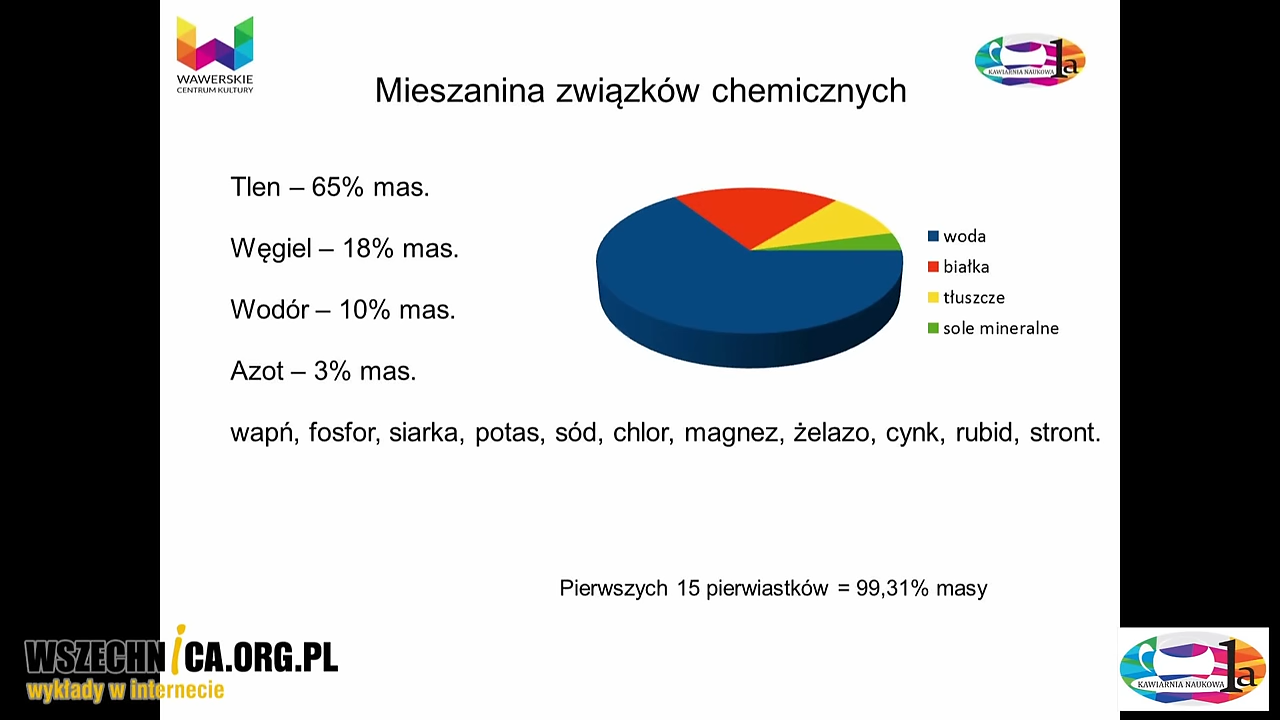 WAWERSKIE
CENTRUM KULTURY
KAWIARNIA NAUKOWA 1a
Mieszanina związków chemicznych
Tlen – 65% mas.
Węgiel – 18% mas.
Wodór – 10% mas.
Azot – 3% mas.
woda
białka
tłuszcze
sole mineralne
wapń, fosfor, siarka, potas, sód, chlor, magnez, żelazo, cynk, rubid, stront.
Pierwszych 15 pierwiastków = 99,31% masy
WSZECHNICA.ORG.PL
wykłady w internecie
KAWIARNIA NAUKOWA 1a